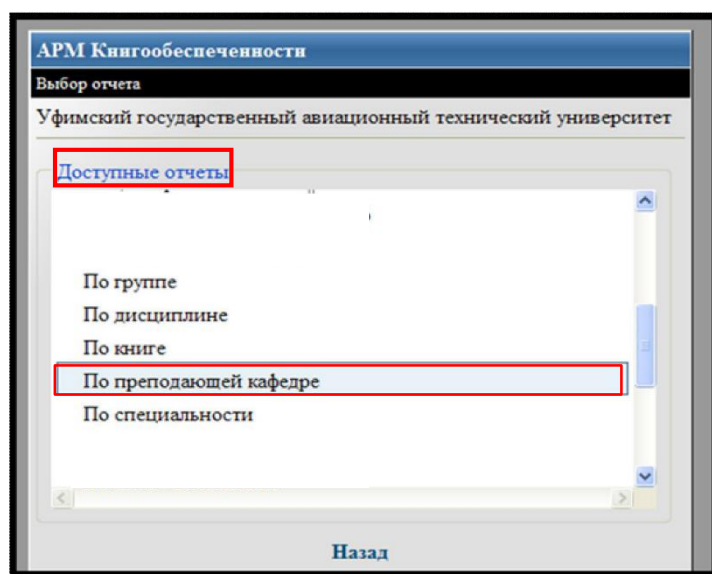 АРМ Книгообеспеченности
Выбор отчета
Уфимский государственный авиационный технический университет
Доступные отчеты
По группе
По дисциплине
По книге
По преподающей кафедре
По специальности
Назад